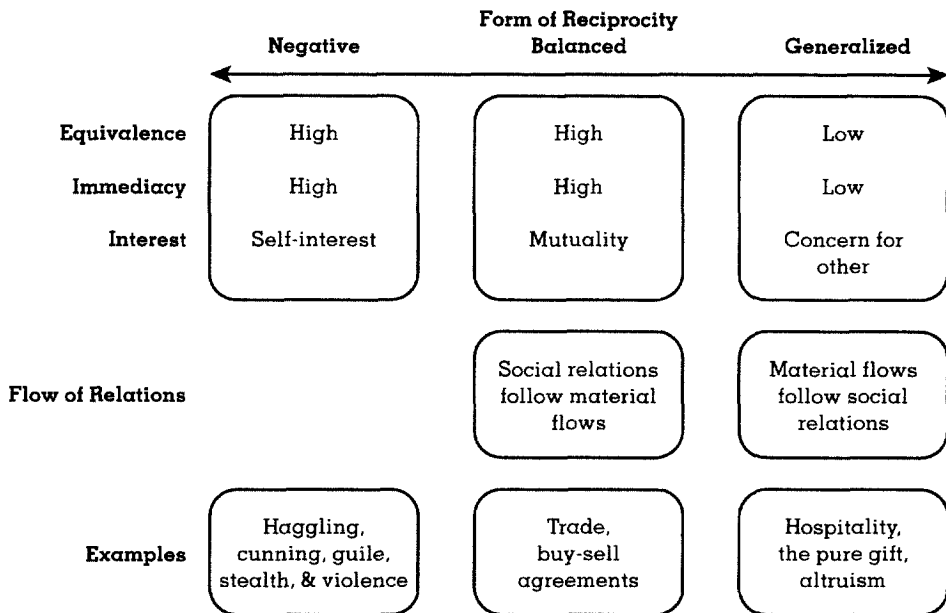 Form of Reciprocity
Negative Balanced Generalized
Equivalence High High Low
Immediacy High High Low
Interest Self-interest Mutuality Concern for
other
Social relations Material flows
Flow of Relations follow material follow social
flows relations
Haggling, Trade, Hospitality,
Examples cunning, guile, buy-sell the pure gift,
stealth, & violence agreements altruism